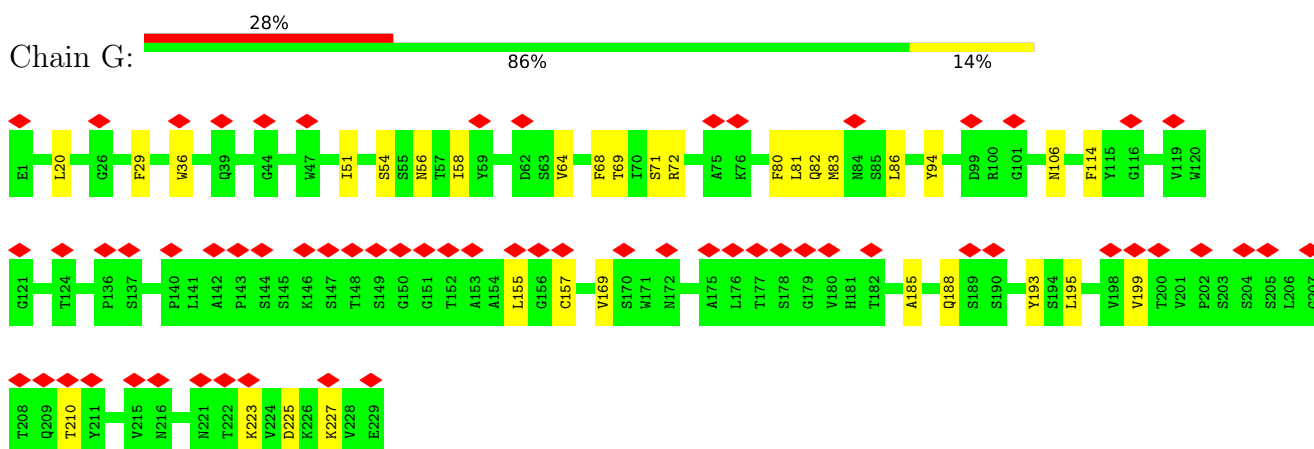 28%
Chain G:
86%
14%
E1 L20 G26 F29 W36 Q39 G44 W47 I51 S54 S55 N56 T57 I58 Y59 D62 S63 V64 F68 T69 I70 S71 R72 A75 K76 F80 L81 Q82 M83 N84 S85 L86 Y94 D99 R100 G101 N106 F114 Y115 G116 V119 W120
G121 T124 P136 S137 P140 L141 A142 P143 S144 S145 K146 S147 T148 S149 G150 G151 T152 A153 A154 L155 G156 C157 V169 S170 W171 N172 A175 L176 T177 S178 G179 V180 H181 T182 A185 Q188 S189 S190 Y193 S194 L195 V198 V199 T200 V201 P202 S203 S204 S205 L206
T208 Q209 T210 Y211 V215 N216 N221 T222 K223 V224 D225 K226 K227 V228 E229